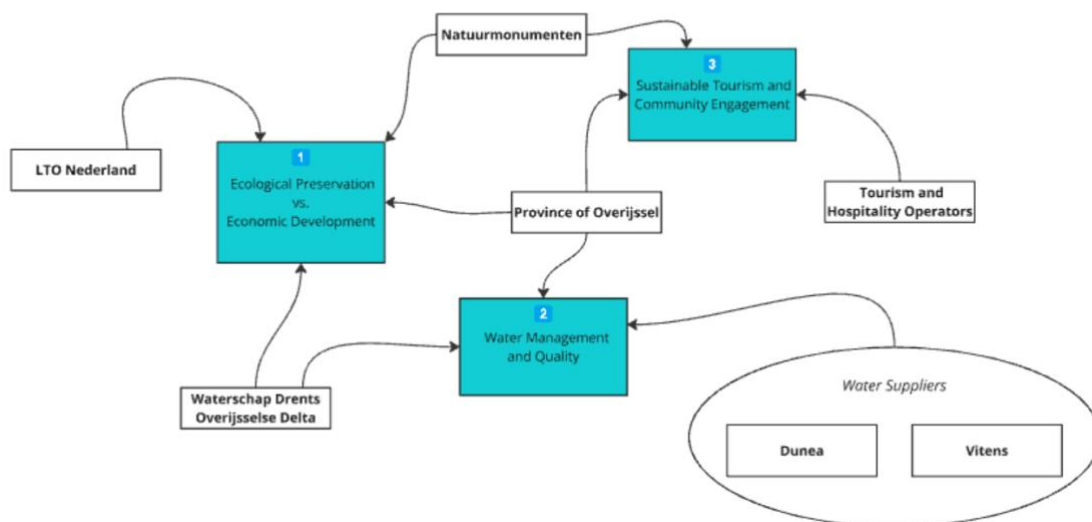 Natuurmonumenten
3
Sustainable Tourism and
Community Engagement
LTO Nederland
1
Ecological Preservation
vs.
Economic Development
Province of Overijssel
Tourism and
Hospitality Operators
2
Water Management
and Quality
Waterschap Drents
Overijsselse Delta
Water Suppliers
Dunea
Vitens